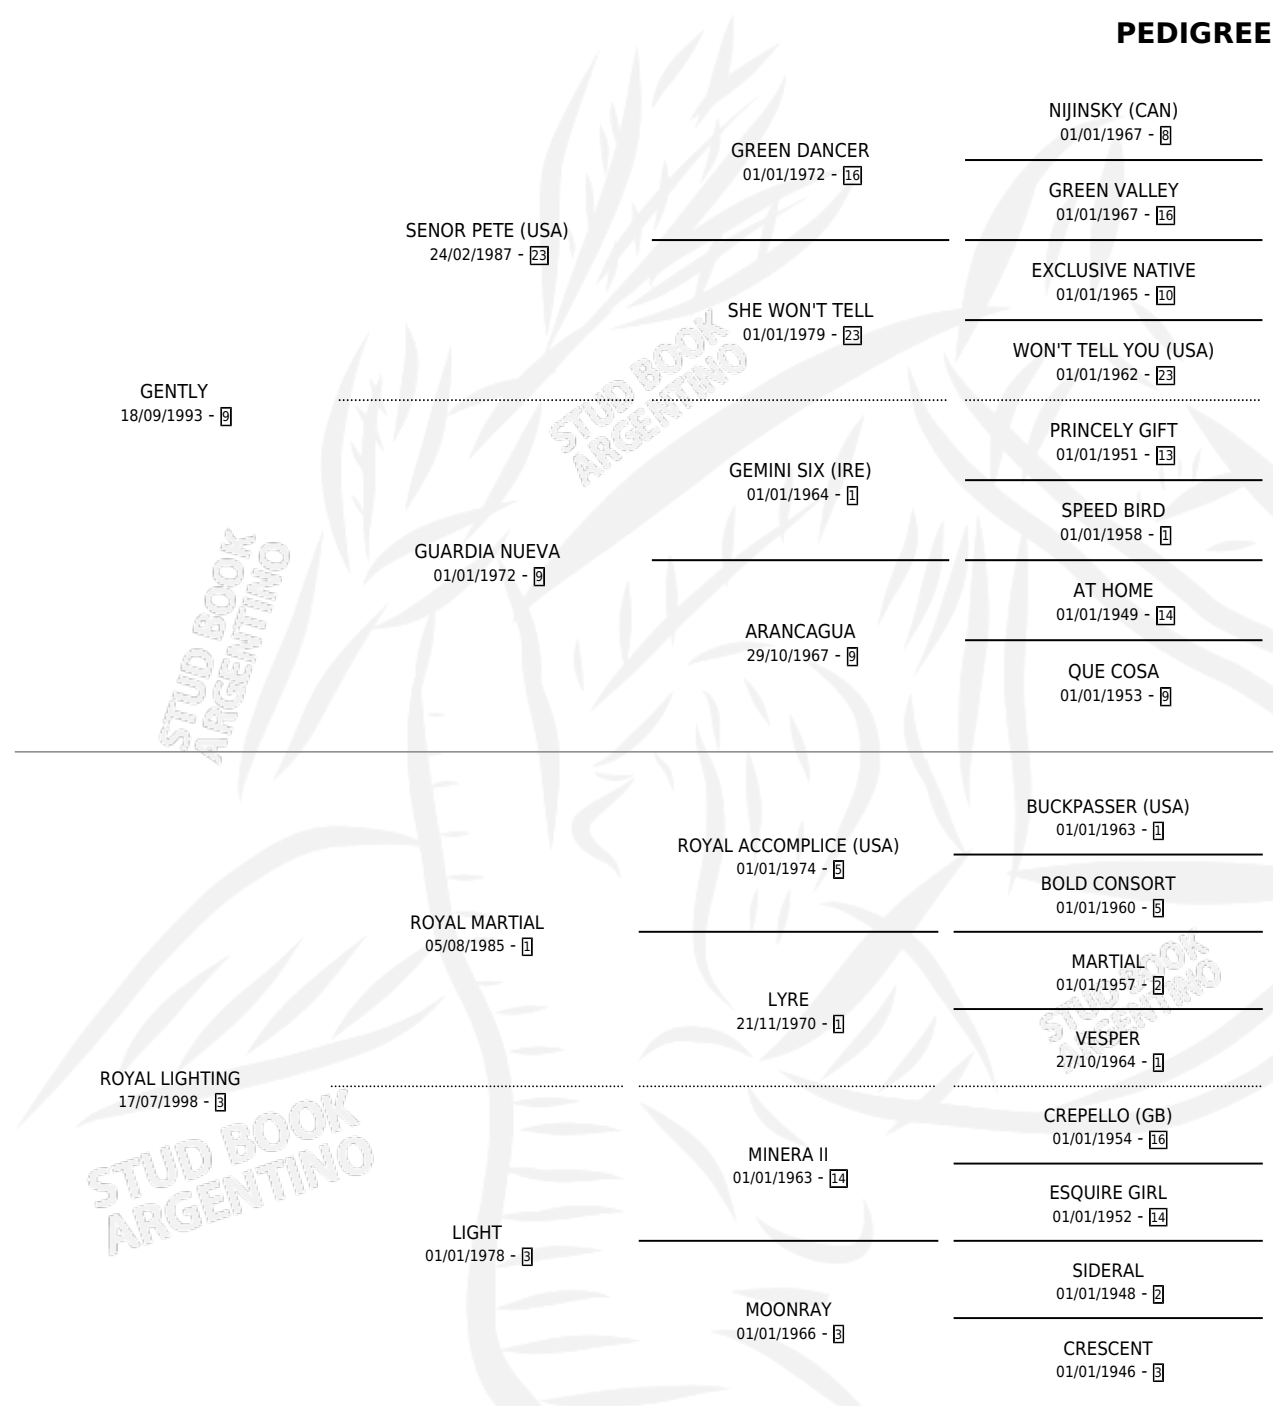 PEDIGREE
NIJINSKY (CAN)
01/01/1967 - 8
GREEN DANCER
01/01/1972 - 16
GREEN VALLEY
01/01/1967 - 16
SENOR PETE (USA)
24/02/1987 - 23
EXCLUSIVE NATIVE
01/01/1965 - 10
SHE WON'T TELL
01/01/1979 - 23
WON'T TELL YOU (USA)
01/01/1962 - 23
GENTLY
18/09/1993 - 9
PRINCELY GIFT
01/01/1951 - 13
GEMINI SIX (IRE)
01/01/1964 - 1
SPEED BIRD
01/01/1958 - 1
GUARDIA NUEVA
01/01/1972 - 9
AT HOME
01/01/1949 - 14
ARANCAGUA
29/10/1967 - 9
QUE COSA
01/01/1953 - 9
BUCKPASSER (USA)
01/01/1963 - 1
ROYAL ACCOMPLICE (USA)
01/01/1974 - 5
BOLD CONSORT
01/01/1960 - 5
ROYAL MARTIAL
05/08/1985 - 1
MARTIAL
01/01/1957 - 2
LYRE
21/11/1970 - 1
VESPER
27/10/1964 - 1
ROYAL LIGHTING
17/07/1998 - 3
CREPELLO (GB)
01/01/1954 - 16
MINERA II
01/01/1963 - 14
ESQUIRE GIRL
01/01/1952 - 14
LIGHT
01/01/1978 - 3
SIDERAL
01/01/1948 - 2
MOONRAY
01/01/1966 - 3
CRESCENT
01/01/1946 - 3
STUD BOOK
ARGENTINO
STUD BOOK
ARGENTINO
STUD BOOK
ARGENTINO
STUD BOOK
ARGENTINO